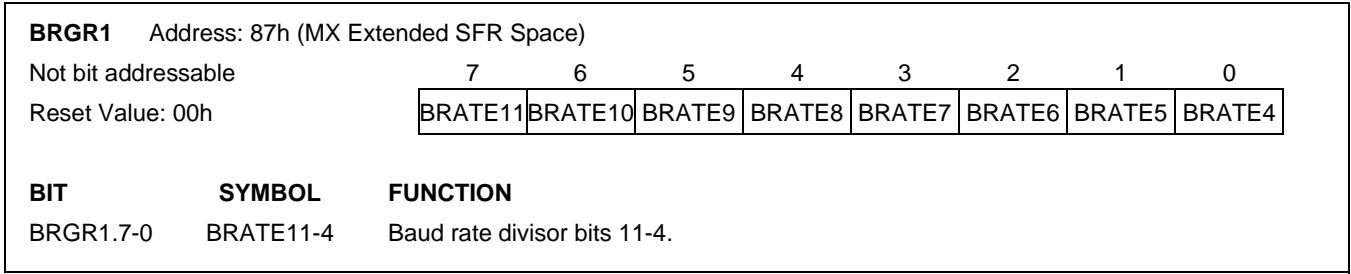 BRGR1 Address: 87h (MX Extended SFR Space)
Not bit addressable 7 6 5 4 3 2 1 0
Reset Value: 00h BRATE11 BRATE10 BRATE9 BRATE8 BRATE7 BRATE6 BRATE5 BRATE4
BIT SYMBOL FUNCTION
BRGR1.7-0 BRATE11-4 Baud rate divisor bits 11-4.